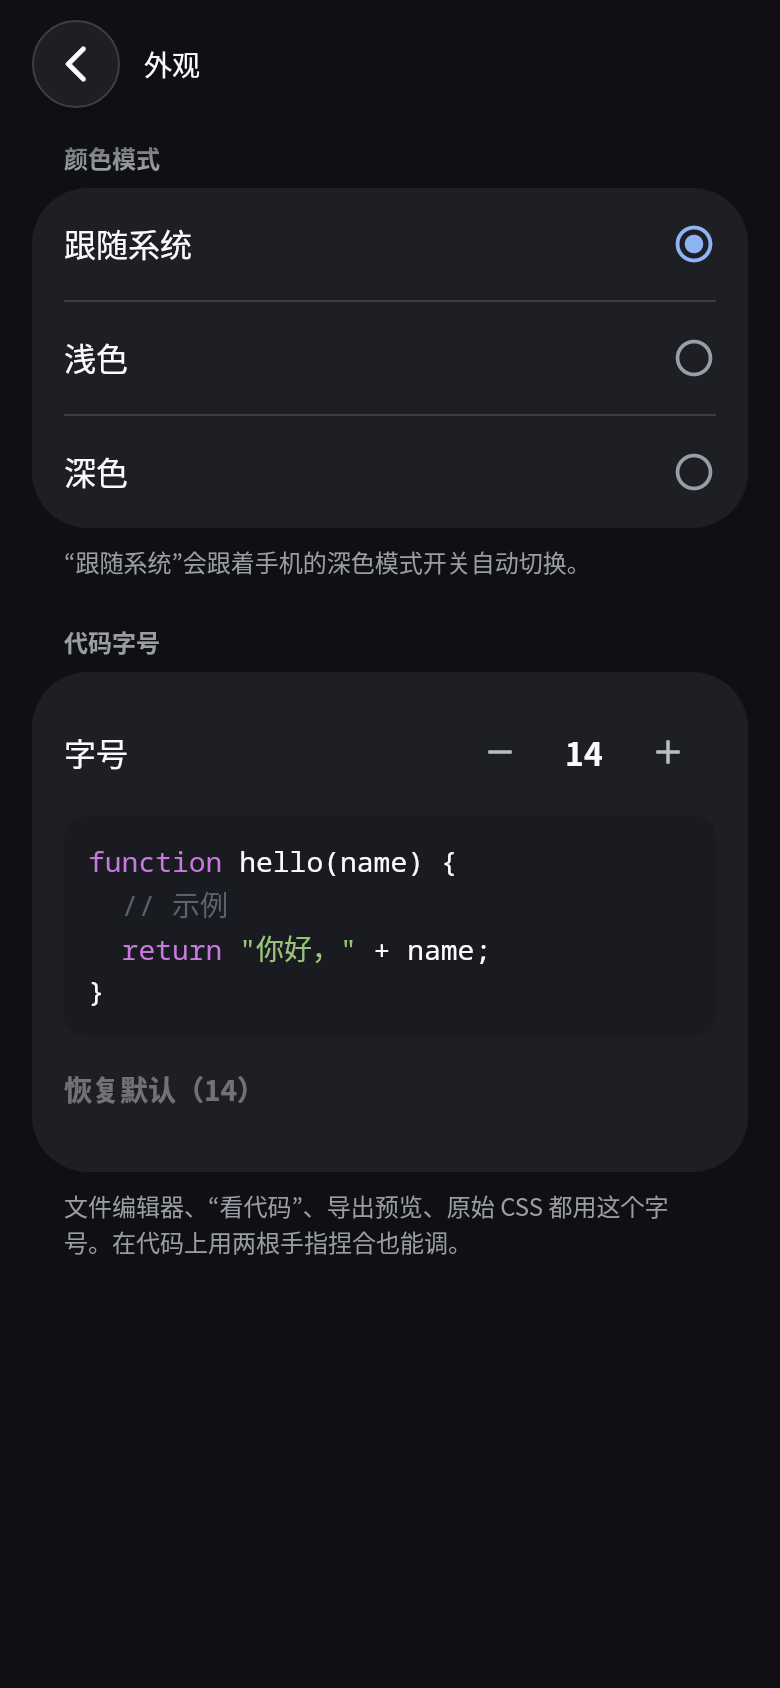 外观
颜色模式
跟随系统
浅色
深色
“跟随系统”会跟着手机的深色模式开关自动切换。
代码字号
字号 − 14 +
function hello(name) {
  // 示例
  return "你好，" + name;
}
恢复默认（14）
文件编辑器、“看代码”、导出预览、原始 CSS 都用这个字
号。在代码上用两根手指捏合也能调。